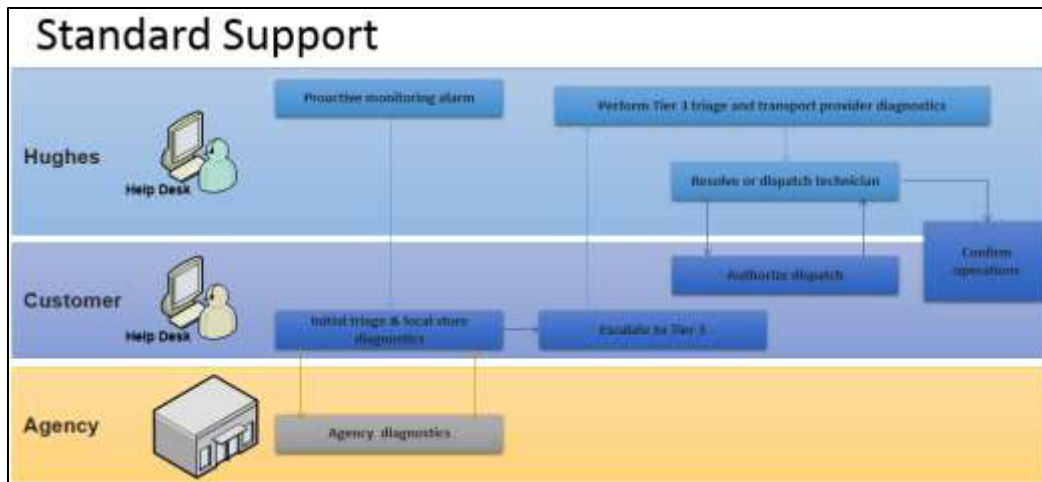 Standard Support
Proactive monitoring alarm
Perform Tier 3 triage and transport provider diagnostics
Hughes
Help Desk
Resolve or dispatch technician
Confirm
operations
Authorize dispatch
Customer
Help Desk
Initial triage & local store
diagnostics
Escalate to Tier 3
Agency
Agency diagnostics